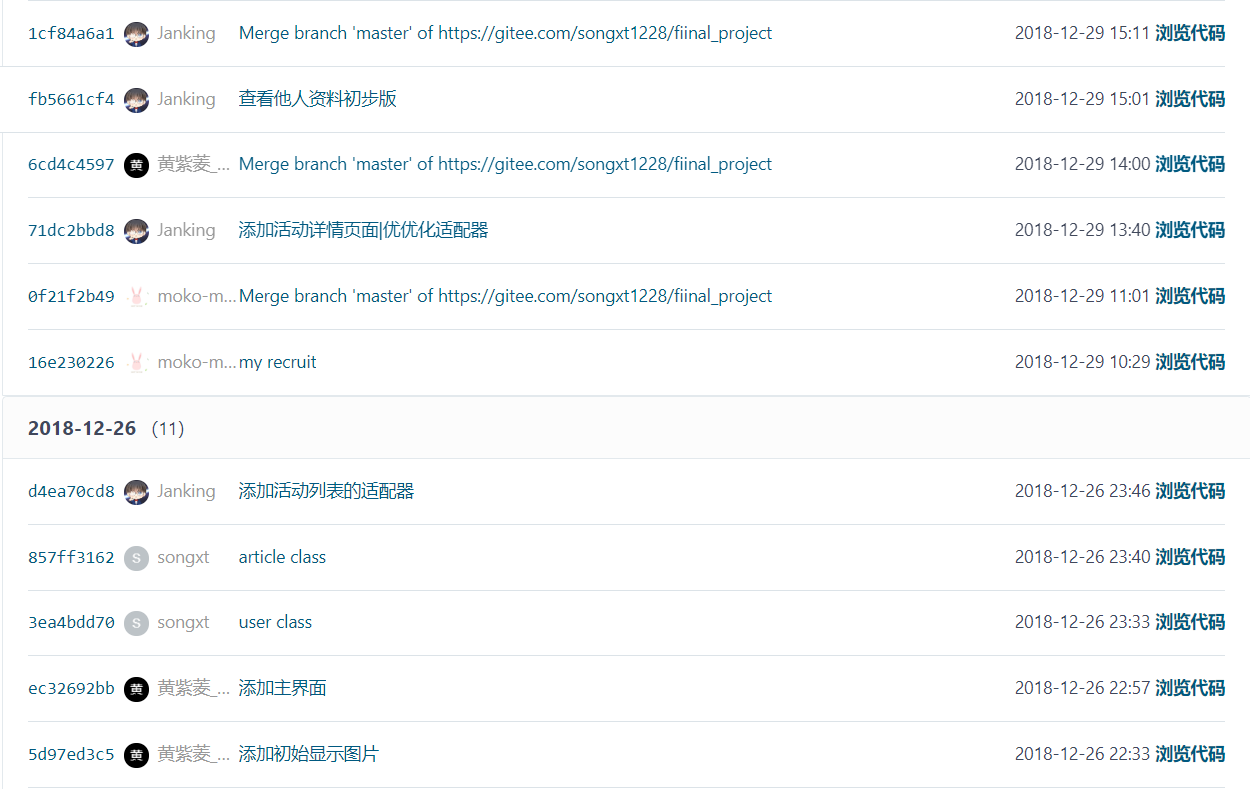 1cf84a6a1 Janking Merge branch 'master' of https://gitee.com/songxt1228/fiinal_project 2018-12-29 15:11 浏览代码
fb5661cf4 Janking 查看他人资料初步版 2018-12-29 15:01 浏览代码
6cd4c4597 黄 黄紫菱_... Merge branch 'master' of https://gitee.com/songxt1228/fiinal_project 2018-12-29 14:00 浏览代码
71dc2bbd8 Janking 添加活动详情页面|优优化适配器 2018-12-29 13:40 浏览代码
0f21f2b49 moko-m... Merge branch 'master' of https://gitee.com/songxt1228/fiinal_project 2018-12-29 11:01 浏览代码
16e230226 moko-m... my recruit 2018-12-29 10:29 浏览代码
2018-12-26 (11)
d4ea70cd8 Janking 添加活动列表的适配器 2018-12-26 23:46 浏览代码
857ff3162 S songxt article class 2018-12-26 23:40 浏览代码
3ea4bdd70 S songxt user class 2018-12-26 23:33 浏览代码
ec32692bb 黄 黄紫菱_... 添加主界面 2018-12-26 22:57 浏览代码
5d97ed3c5 黄 黄紫菱_... 添加初始显示图片 2018-12-26 22:33 浏览代码